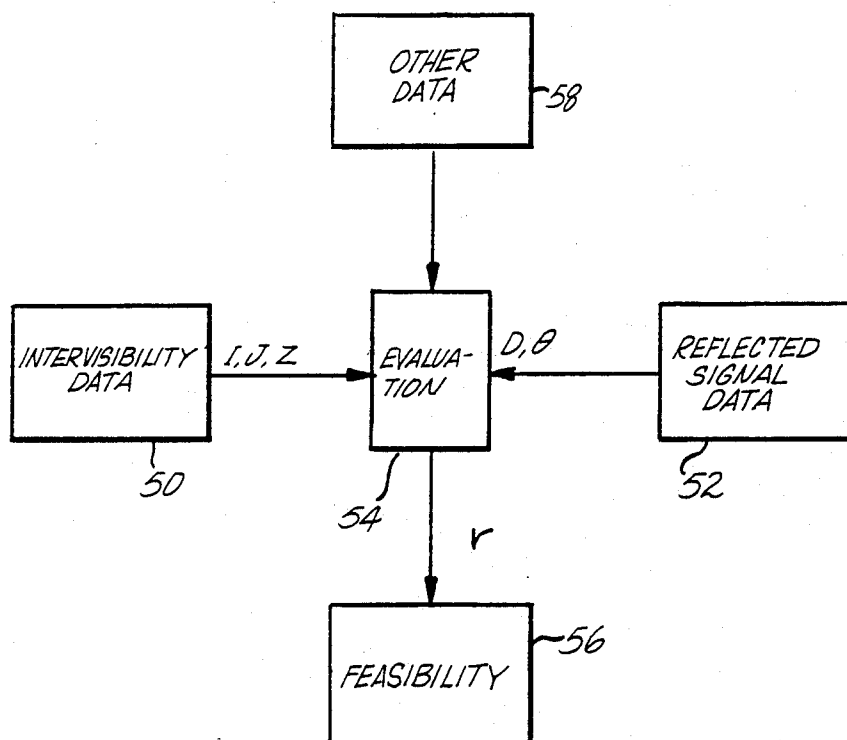 OTHER
DATA
58
INTERVISIBILITY
DATA
I, J, Z
50
EVALUA-
TION
54
D, θ
REFLECTED
SIGNAL
DATA
52
r
FEASIBILITY
56